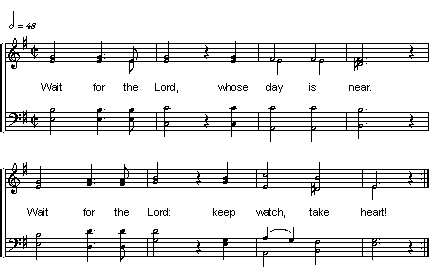 = 48
Wait for the Lord, whose day is near.
Wait for the Lord: keep watch, take heart!